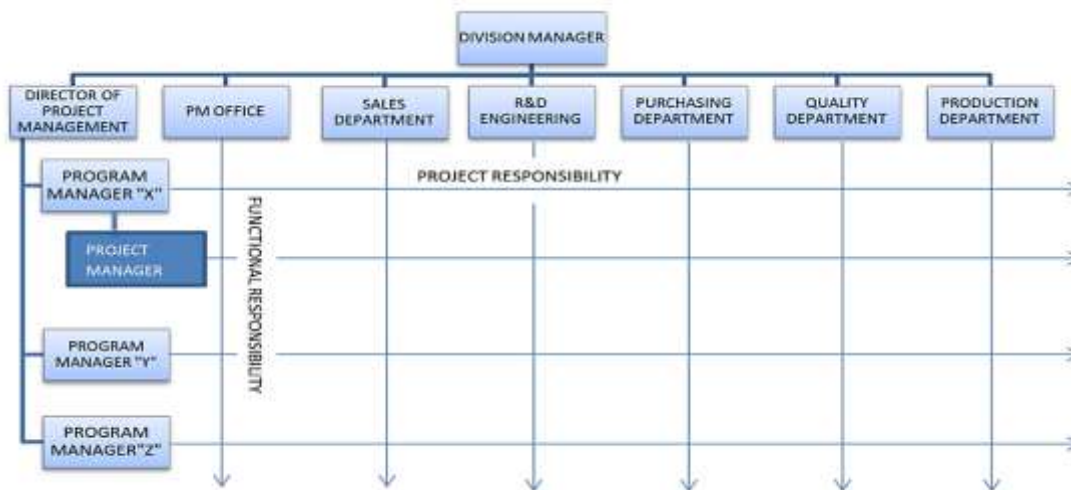 DIVISION MANAGER
DIRECTOR OF
PROJECT
MANAGEMENT
PM OFFICE
SALES
DEPARTMENT
R&D
ENGINEERING
PURCHASING
DEPARTMENT
QUALITY
DEPARTMENT
PRODUCTION
DEPARTMENT
PROGRAM
MANAGER "X"
PROJECT RESPONSIBILITY
PROJECT
MANAGER
FUNCTIONAL RESPONSIBILITY
PROGRAM
MANAGER "Y"
PROGRAM
MANAGER"Z"